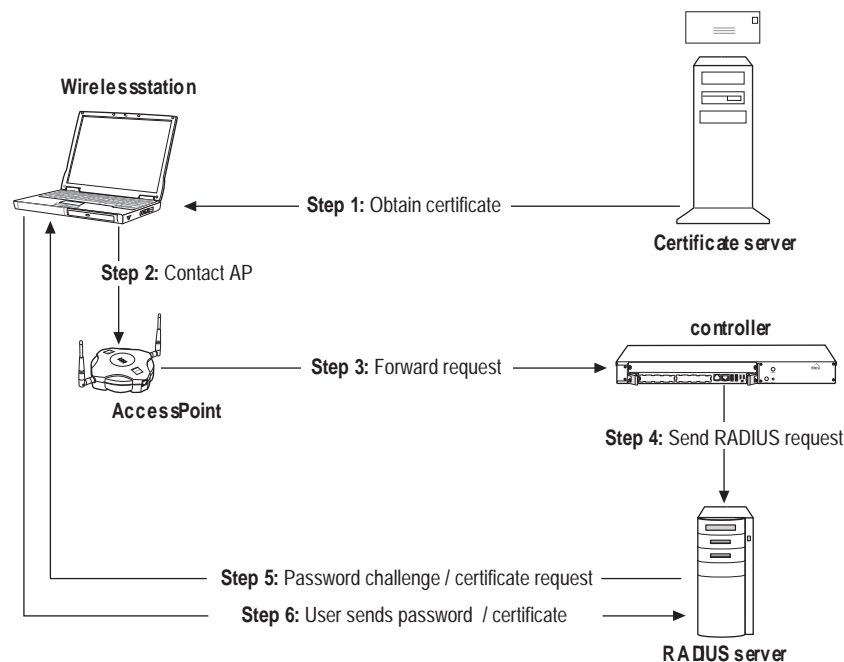 Wirelessstation
Step 1: Obtain certificate
Certificate server
Step 2: Contact AP
controller
Step 3: Forward request
AccessPoint
Step 4: Send RADIUS request
Step 5: Password challenge / certificate request
Step 6: User sends password / certificate
RADIUS server